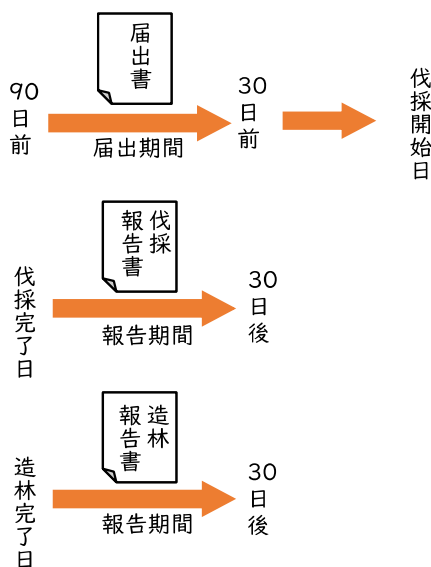 90日前
届出書
届出期間
30日前
伐採開始日
伐採完了日
伐採
報告書
報告期間
30日後
造林完了日
造林
報告書
報告期間
30日後